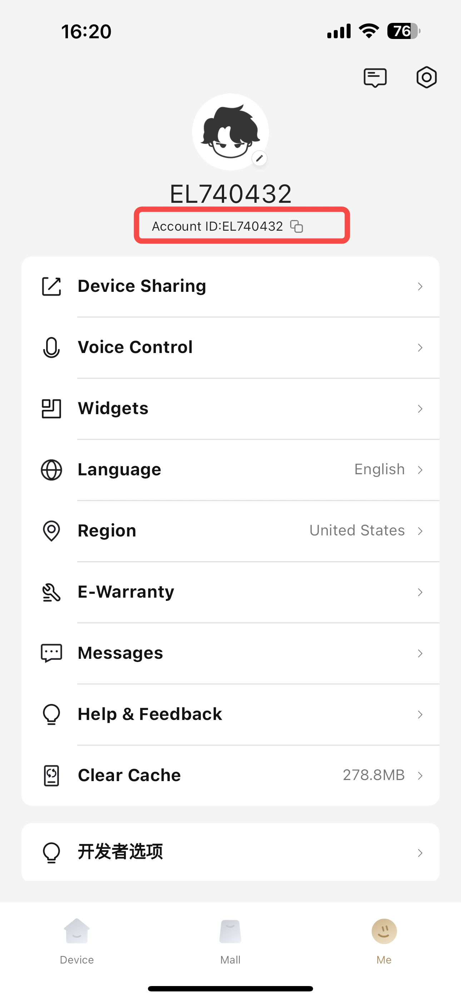 16:20
76
EL740432
Account ID:EL740432
Device Sharing
Voice Control
Widgets
Language
English
Region
United States
E-Warranty
Messages
Help & Feedback
Clear Cache
278.8MB
开发者选项
Device
Mall
Me